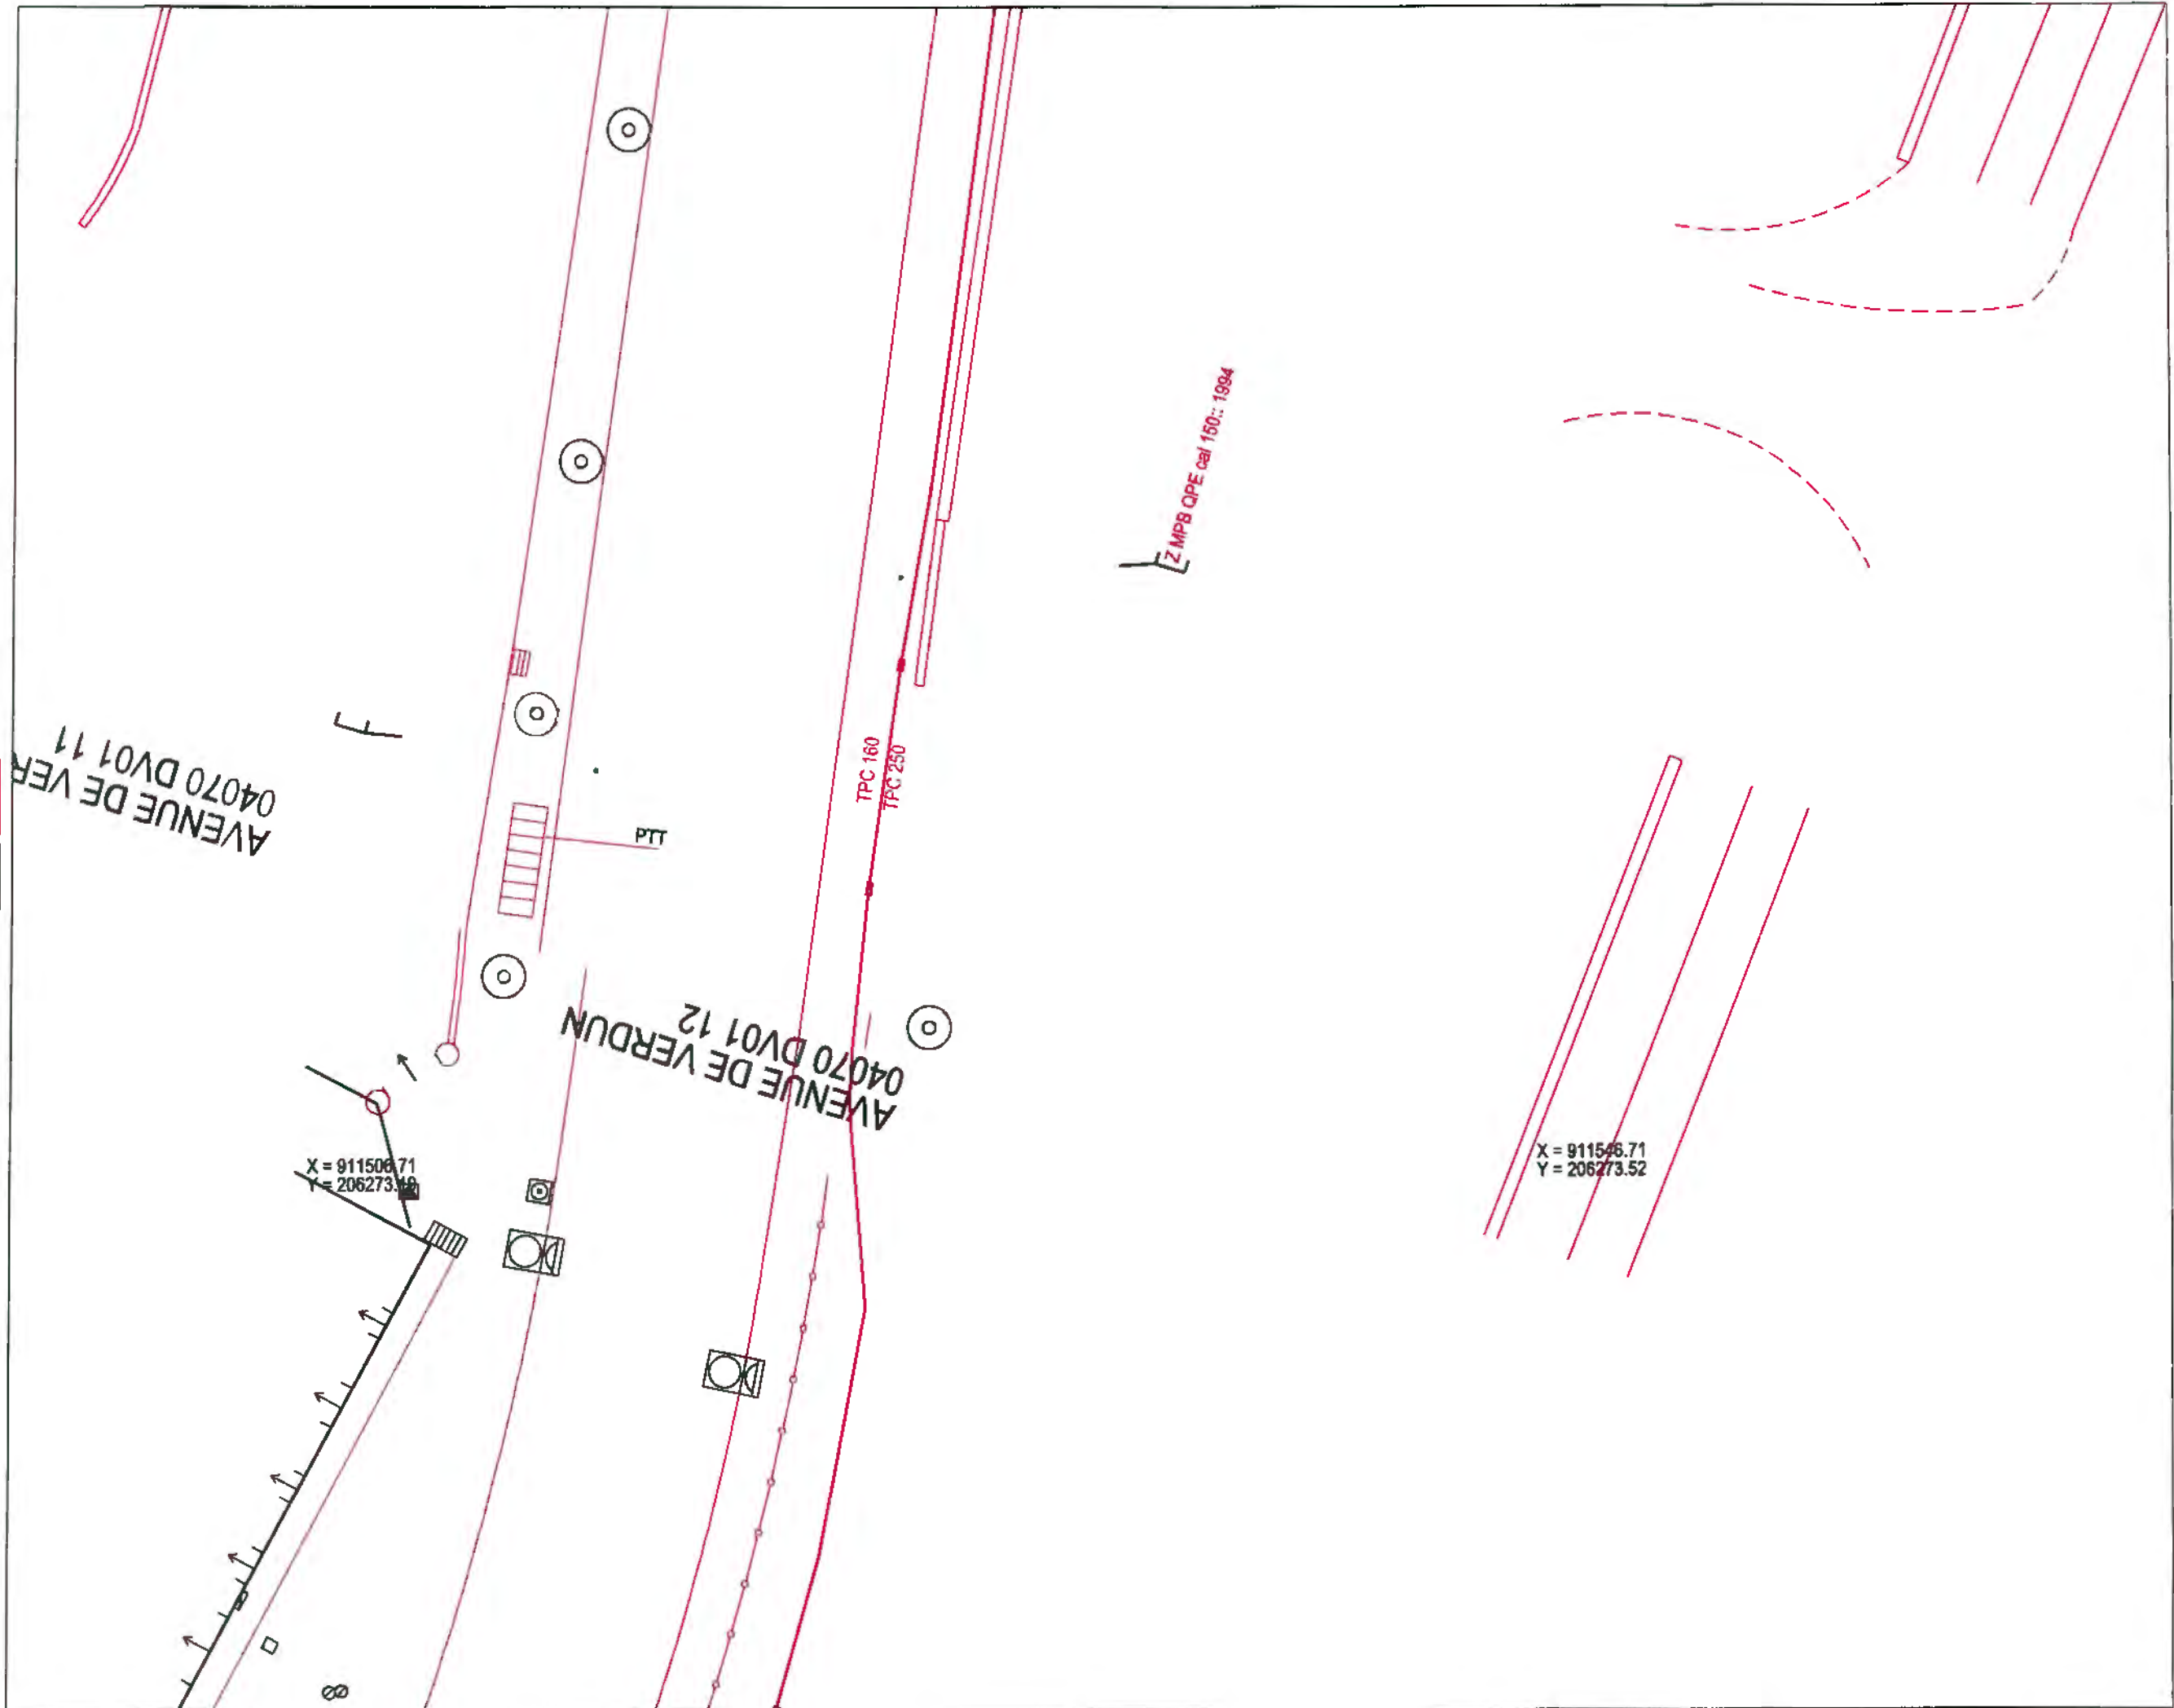 Z MPB QPE cal 150:: 1994
AVENUE DE VER
04070 DV01 11
TPC 160
TPC 250
PTT
AVENUE DE VERDUN
04070 DV01 12
X = 911506.71
Y = 206273.
X = 911546.71
Y = 206273.52